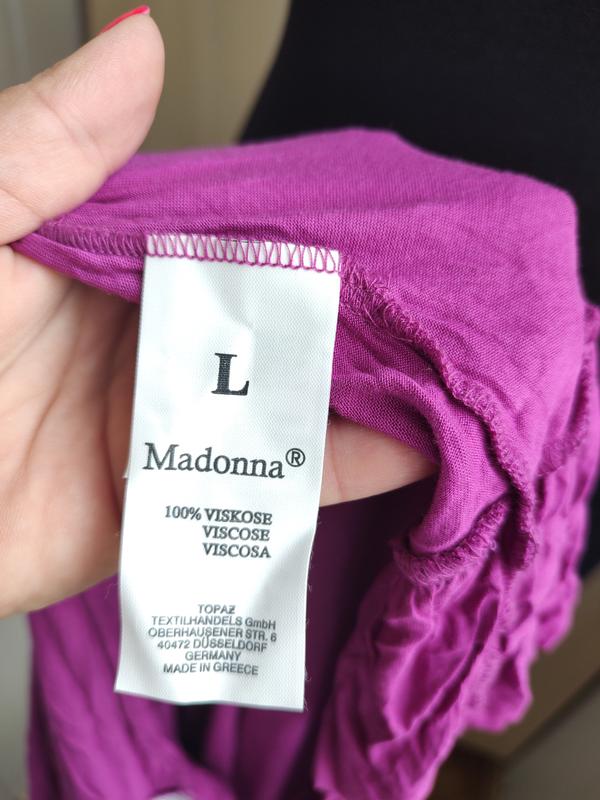 L
Madonna®
100% VISKOSE
VISCOSE
VISCOSA
TOPAZ
TEXTILHANDELS GmbH
OBERHAUSENER STR. 6
40472 DÜSSELDORF
GERMANY
MADE IN GREECE